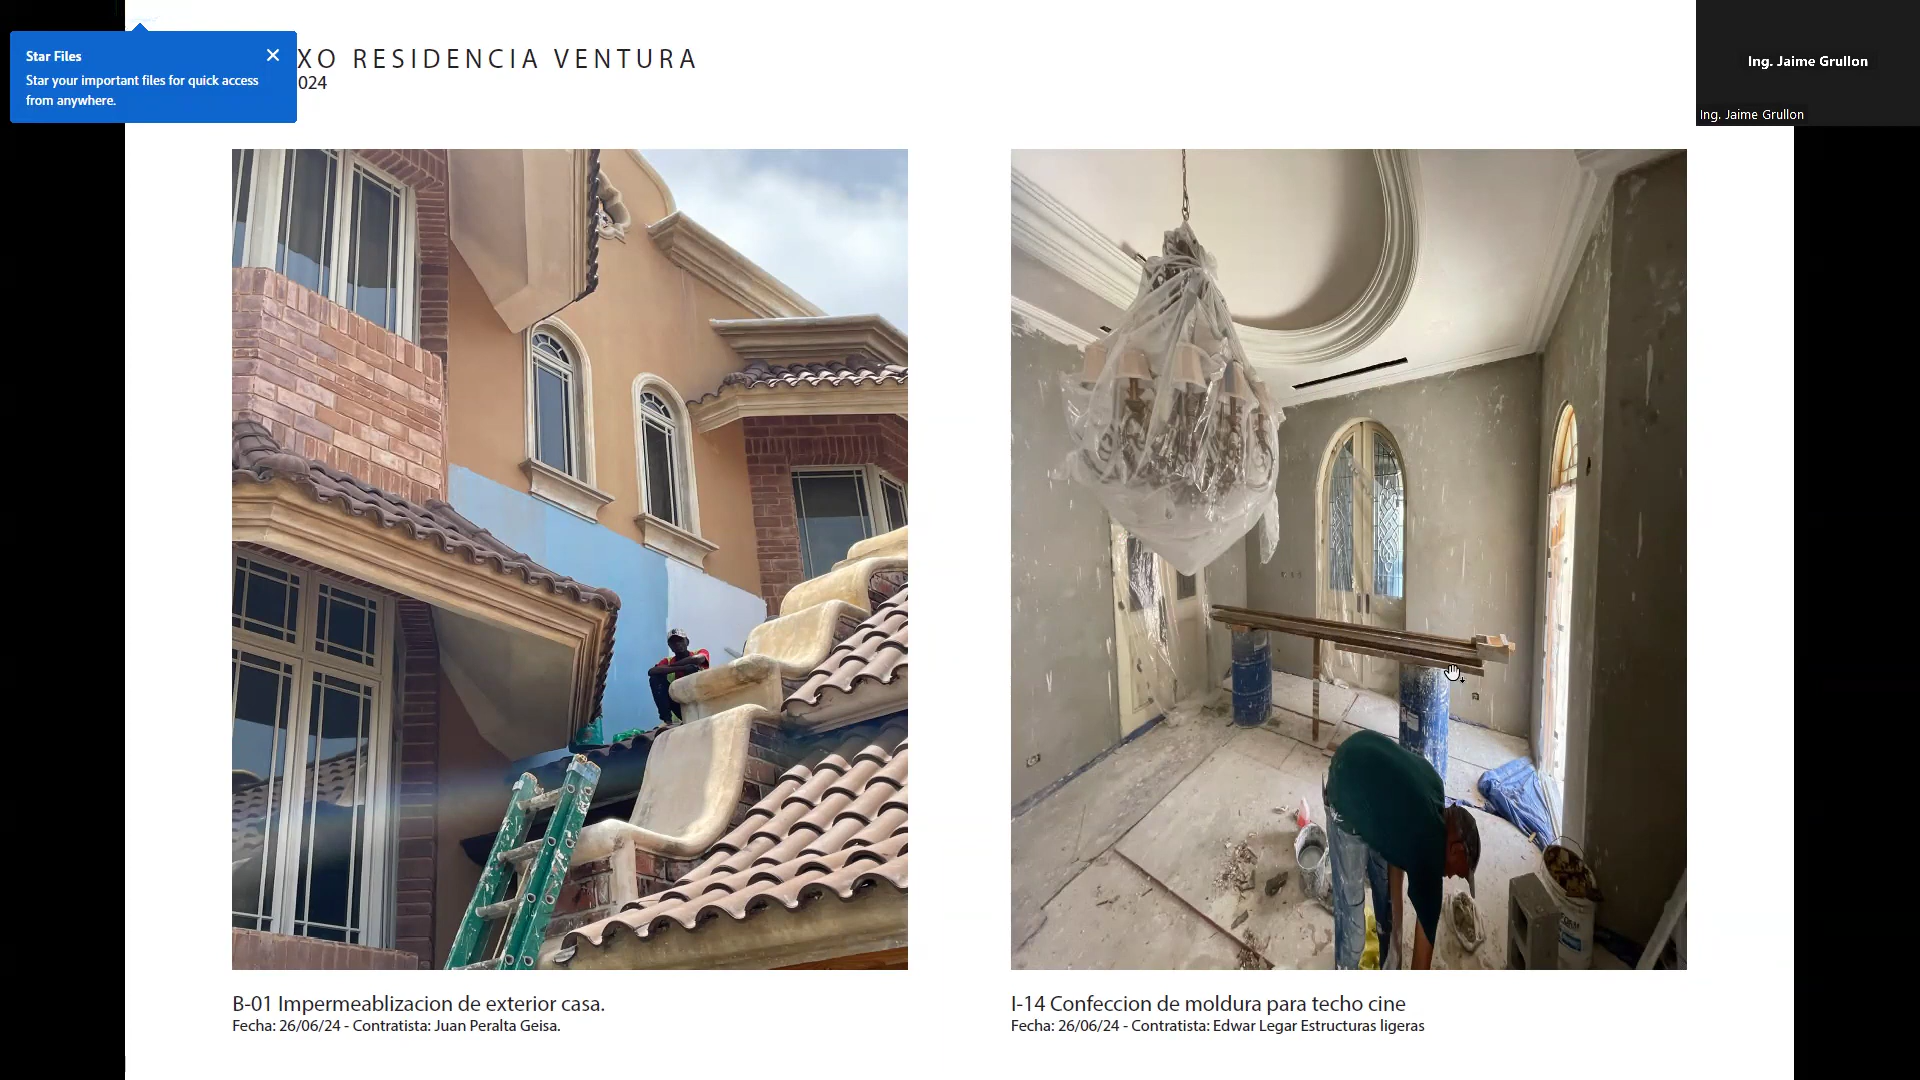 Star Files
Star your important files for quick access
from anywhere.
XO RESIDENCIA VENTURA
024
Ing. Jaime Grullon
Ing. Jaime Grullon
B-01 Impermeablizacion de exterior casa.
Fecha: 26/06/24 - Contratista: Juan Peralta Geisa.
I-14 Confeccion de moldura para techo cine
Fecha: 26/06/24 - Contratista: Edwar Legar Estructuras ligeras